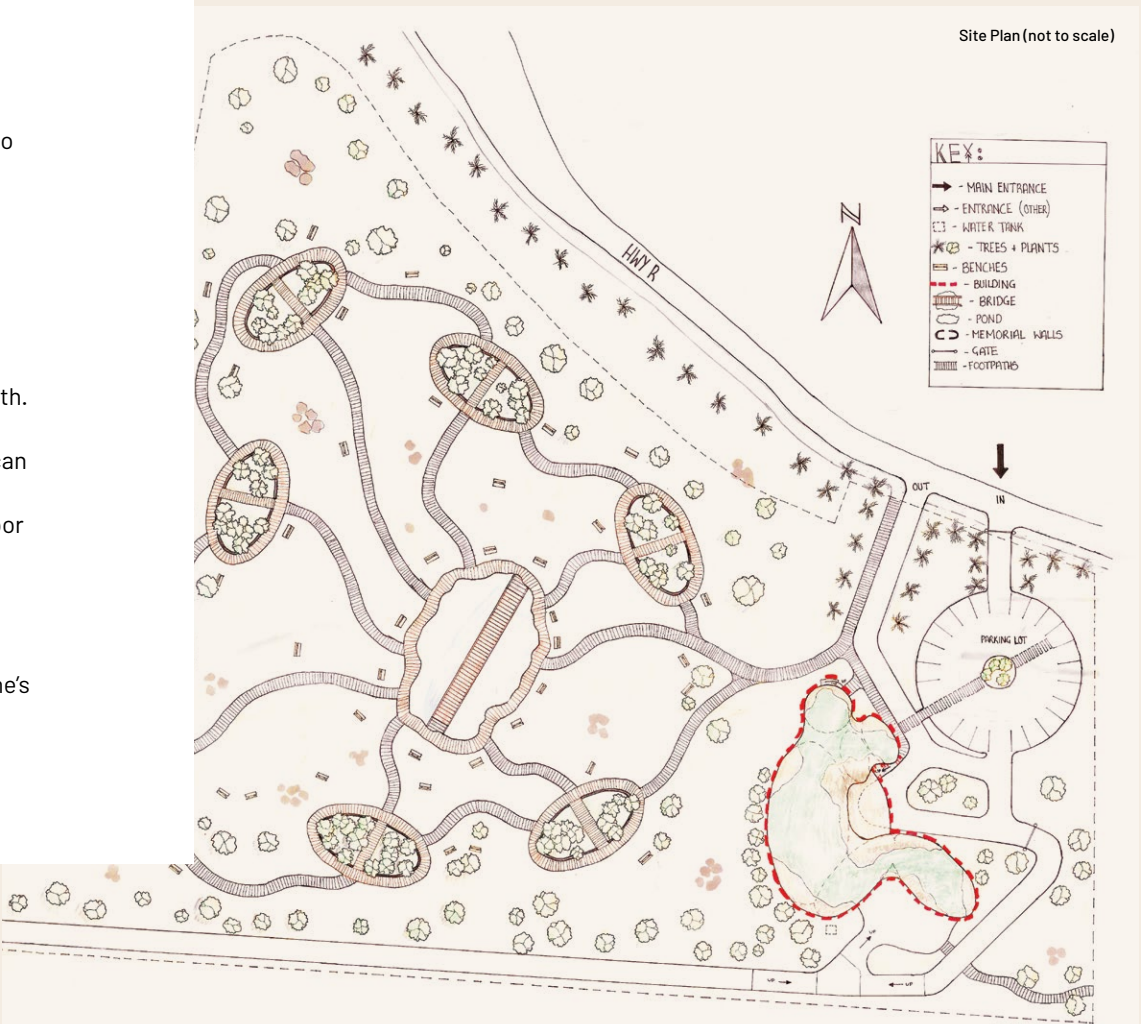 Site Plan (not to scale)
o
KEY:
- MAIN ENTRANCE
- ENTRANCE (OTHER)
- WATER TANK
- TREES + PLANTS
- BENCHES
- BUILDING
- BRIDGE
- POND
- MEMORIAL WALLS
- GATE
- FOOTPATHS
N
HWY R
th.
an
OUT
IN
or
PARKING LOT
e's
UP
UP
UP